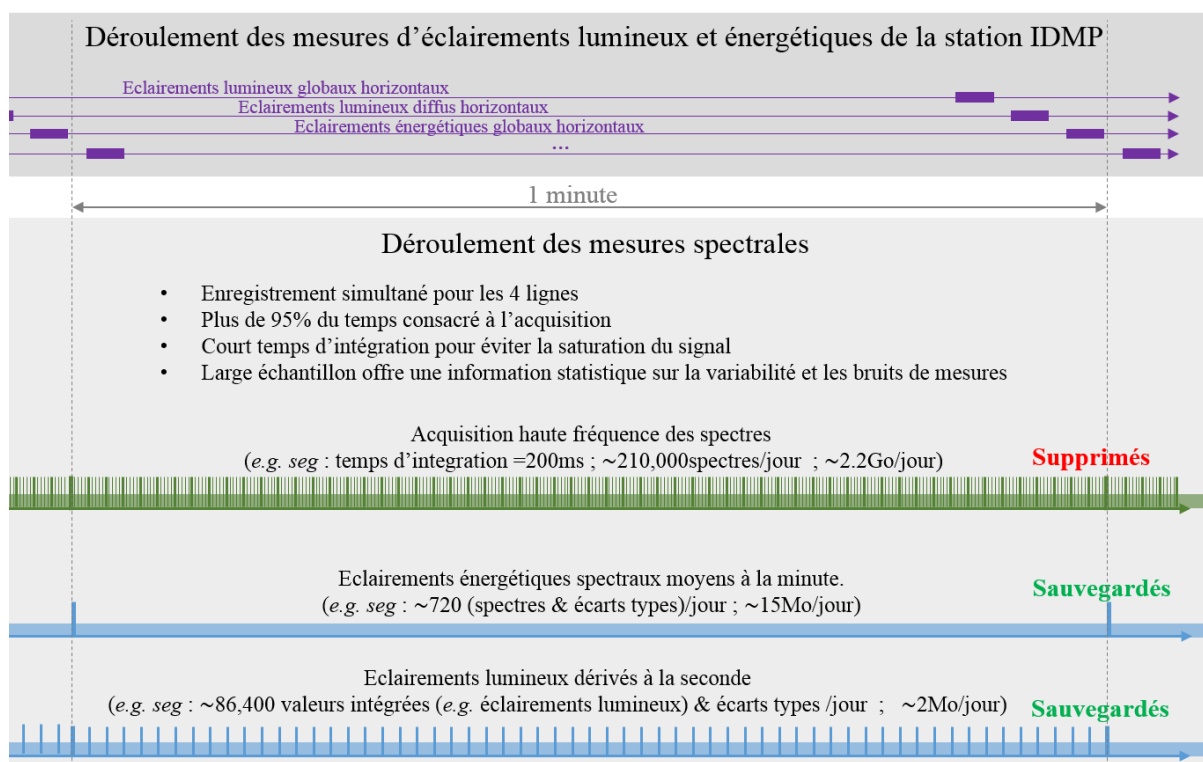 Déroulement des mesures d’éclairements lumineux et énergétiques de la station IDMP
Eclairements lumineux globaux horizontaux
Eclairements lumineux diffus horizontaux
Eclairements énergétiques globaux horizontaux
...
1 minute
Déroulement des mesures spectrales
• Enregistrement simultané pour les 4 lignes
• Plus de 95% du temps consacré à l’acquisition
• Court temps d’intégration pour éviter la saturation du signal
• Large échantillon offre une information statistique sur la variabilité et les bruits de mesures
Acquisition haute fréquence des spectres
(e.g. seg : temps d’integration =200ms ; ~210,000spectres/jour ; ~2.2Go/jour)
Supprimés
Eclairements énergétiques spectraux moyens à la minute.
(e.g. seg : ~720 (spectres & écarts types)/jour ; ~15Mo/jour)
Sauvegardés
Eclairements lumineux dérivés à la seconde
(e.g. seg : ~86,400 valeurs intégrées (e.g. éclairements lumineux) & écarts types /jour ; ~2Mo/jour)
Sauvegardés